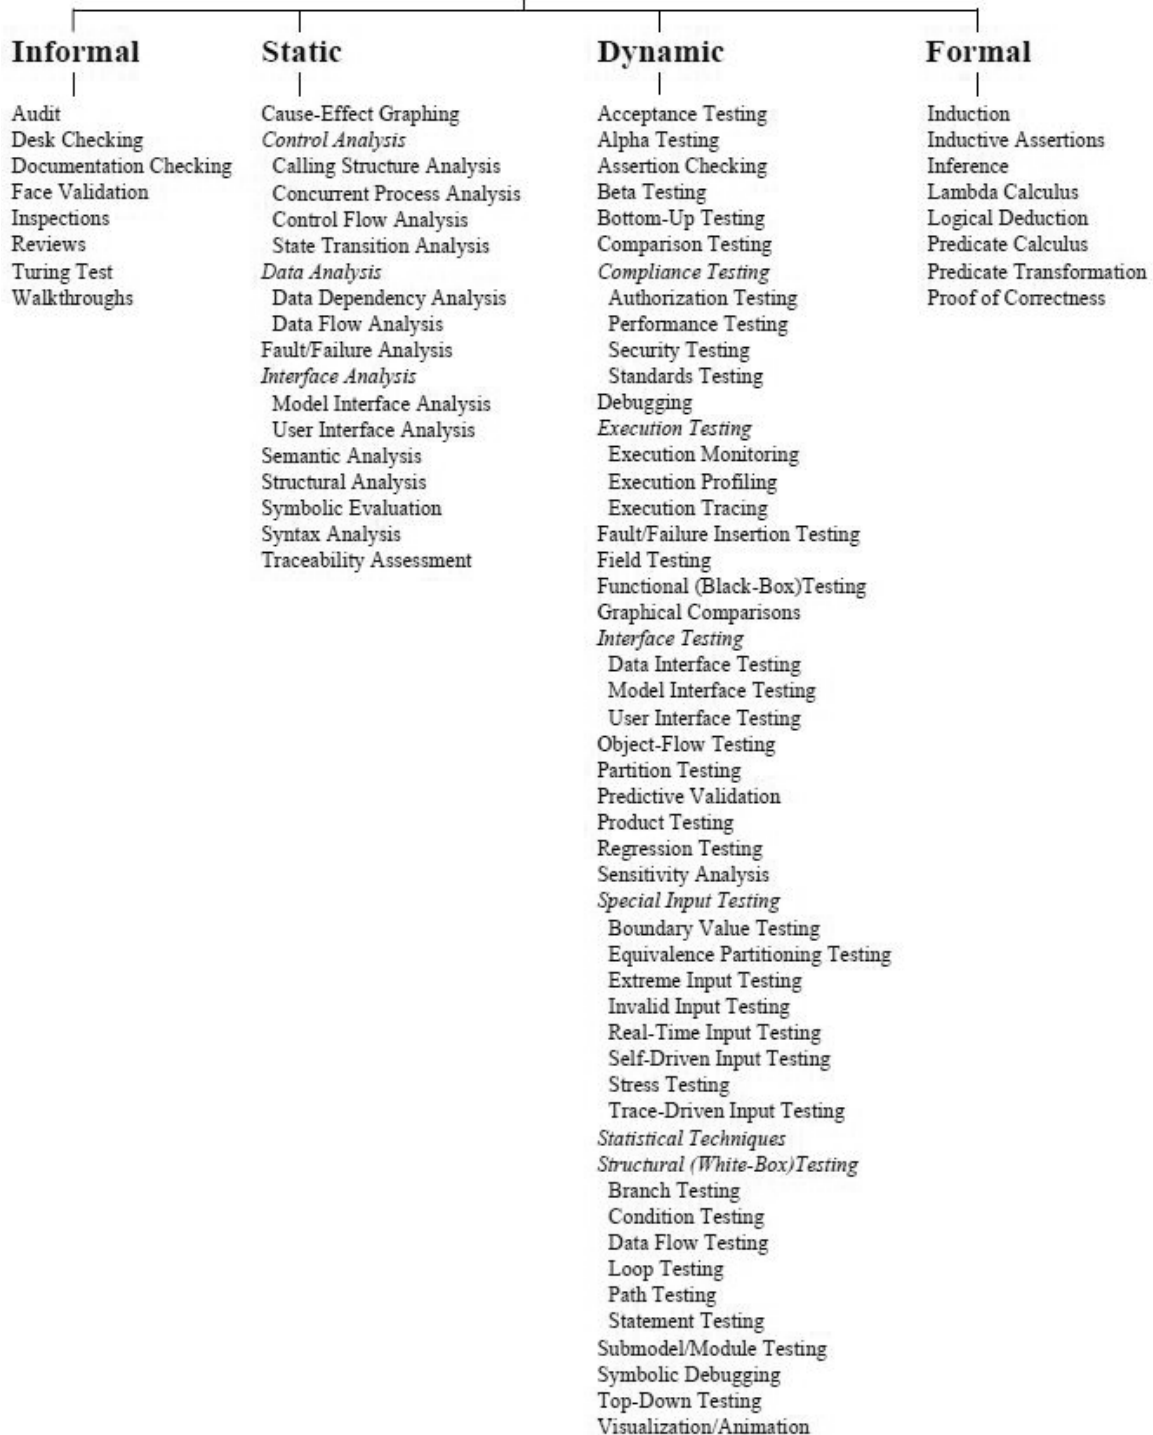 Informal
Audit
Desk Checking
Documentation Checking
Face Validation
Inspections
Reviews
Turing Test
Walkthroughs
Static
Cause-Effect Graphing
Control Analysis
Calling Structure Analysis
Concurrent Process Analysis
Control Flow Analysis
State Transition Analysis
Data Analysis
Data Dependency Analysis
Data Flow Analysis
Fault/Failure Analysis
Interface Analysis
Model Interface Analysis
User Interface Analysis
Semantic Analysis
Structural Analysis
Symbolic Evaluation
Syntax Analysis
Traceability Assessment
Dynamic
Acceptance Testing
Alpha Testing
Assertion Checking
Beta Testing
Bottom-Up Testing
Comparison Testing
Compliance Testing
Authorization Testing
Performance Testing
Security Testing
Standards Testing
Debugging
Execution Testing
Execution Monitoring
Execution Profiling
Execution Tracing
Fault/Failure Insertion Testing
Field Testing
Functional (Black-Box)Testing
Graphical Comparisons
Interface Testing
Data Interface Testing
Model Interface Testing
User Interface Testing
Object-Flow Testing
Partition Testing
Predictive Validation
Product Testing
Regression Testing
Sensitivity Analysis
Special Input Testing
Boundary Value Testing
Equivalence Partitioning Testing
Extreme Input Testing
Invalid Input Testing
Real-Time Input Testing
Self-Driven Input Testing
Stress Testing
Trace-Driven Input Testing
Statistical Techniques
Structural (White-Box)Testing
Branch Testing
Condition Testing
Data Flow Testing
Loop Testing
Path Testing
Statement Testing
Submodel/Module Testing
Symbolic Debugging
Top-Down Testing
Visualization/Animation
Formal
Induction
Inductive Assertions
Inference
Lambda Calculus
Logical Deduction
Predicate Calculus
Predicate Transformation
Proof of Correctness